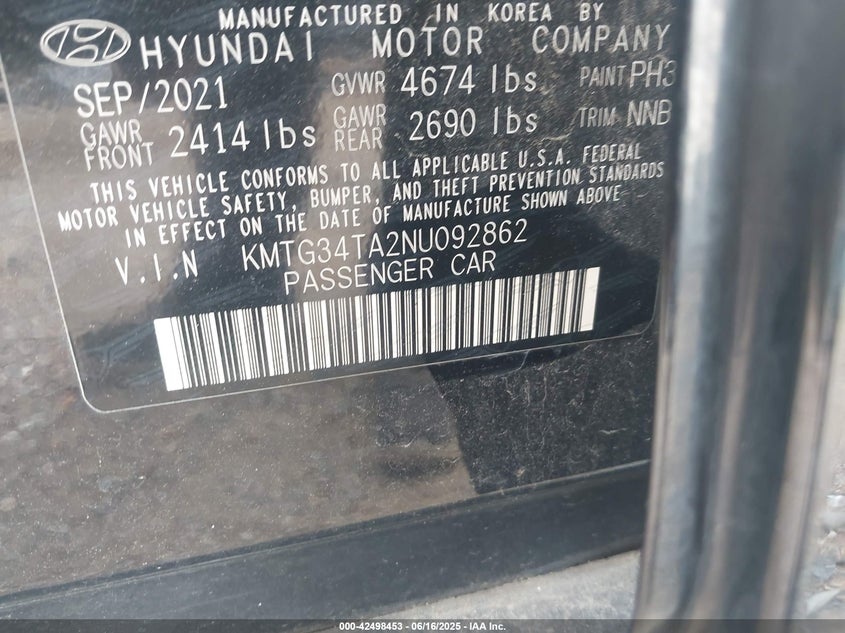 MANUFACTURED IN KOREA BY
HYUNDAI MOTOR COMPANY
SEP/2021 GVWR 4674 lbs PAINT PH3
GAWR FRONT 2414 lbs GAWR REAR 2690 lbs TRIM NNB
THIS VEHICLE CONFORMS TO ALL APPLICABLE U.S.A. FEDERAL
MOTOR VEHICLE SAFETY, BUMPER, AND THEFT PREVENTION STANDARDS
IN EFFECT ON THE DATE OF MANUFACTURE SHOWN ABOVE
V.I.N KMTG34TA2NU092862
PASSENGER CAR
000-42498453 - 06/16/2025 - IAA Inc.